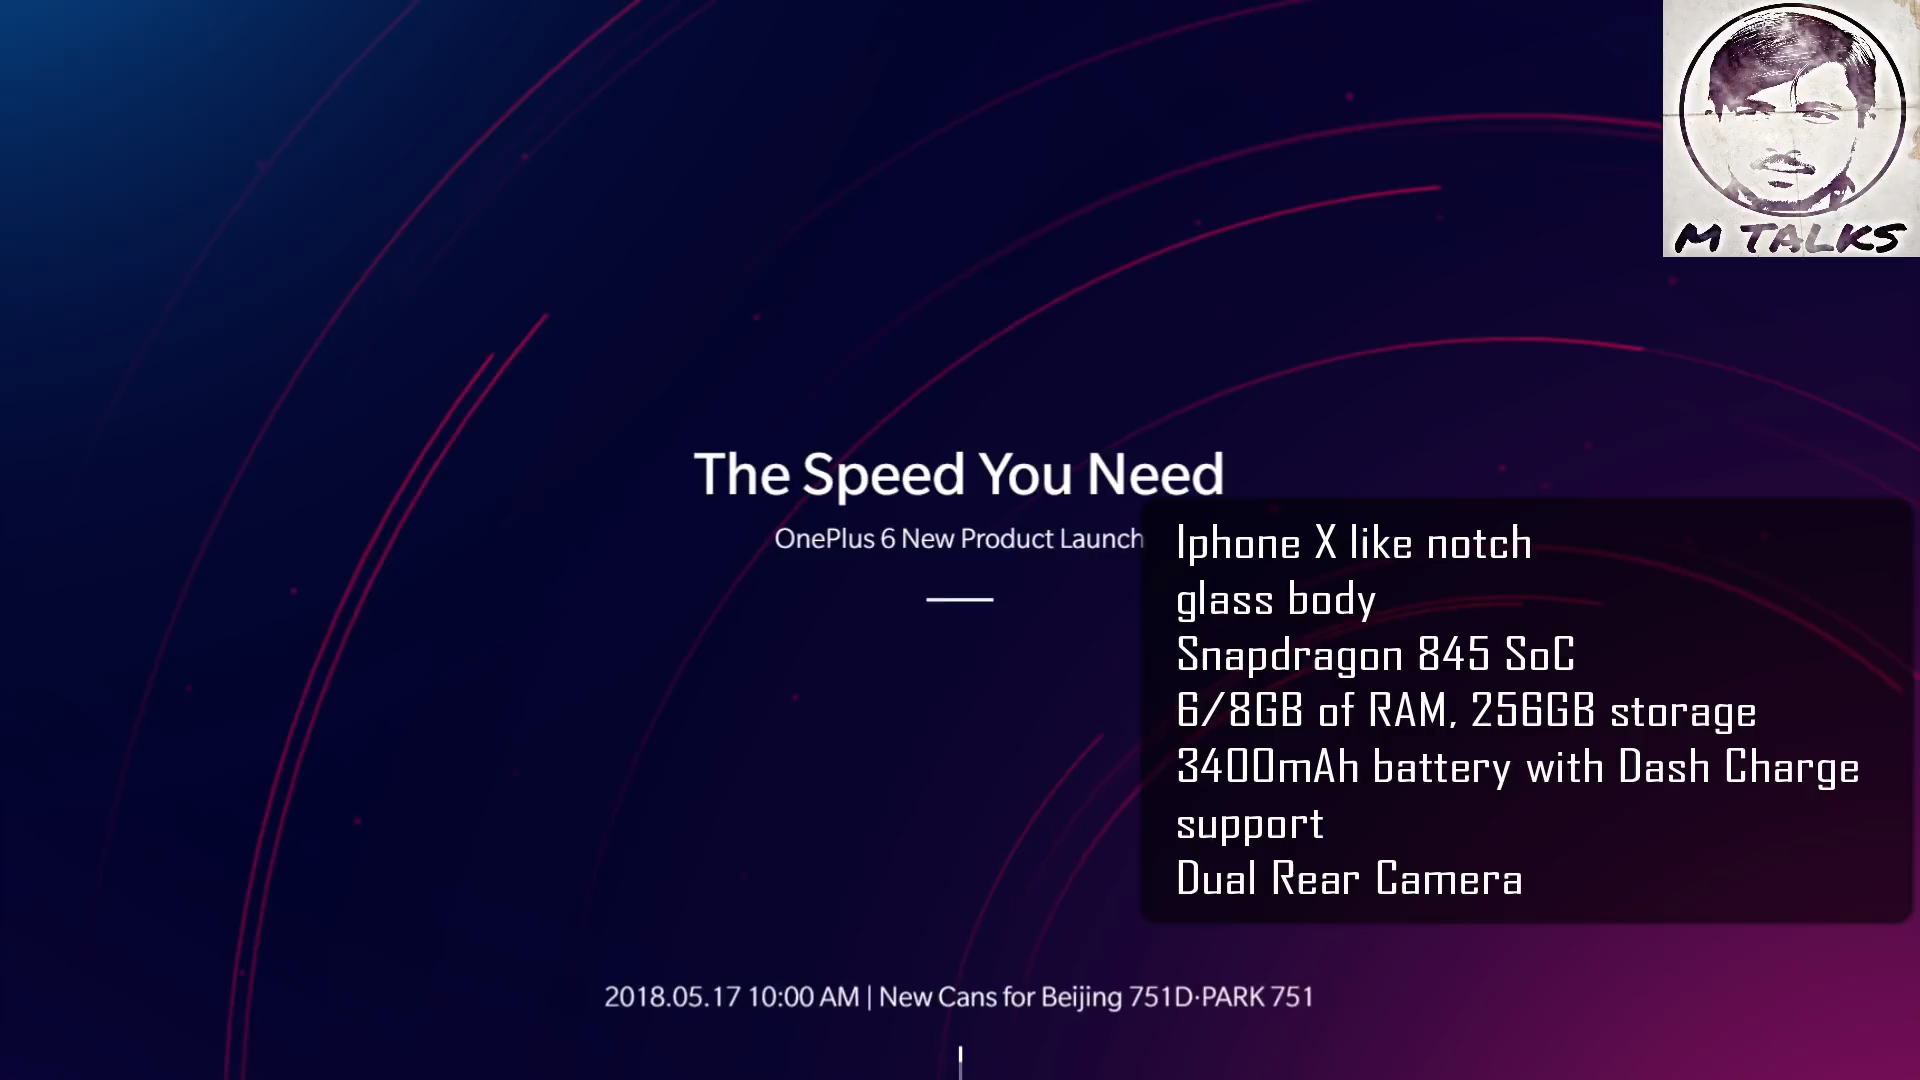 M TALKS
The Speed You Need
OnePlus 6 New Product Launch
Iphone X like notch
glass body
Snapdragon 845 SoC
6/8GB of RAM, 256GB storage
3400mAh battery with Dash Charge
support
Dual Rear Camera
2018.05.17 10:00 AM | New Cans for Beijing 751D·PARK 751